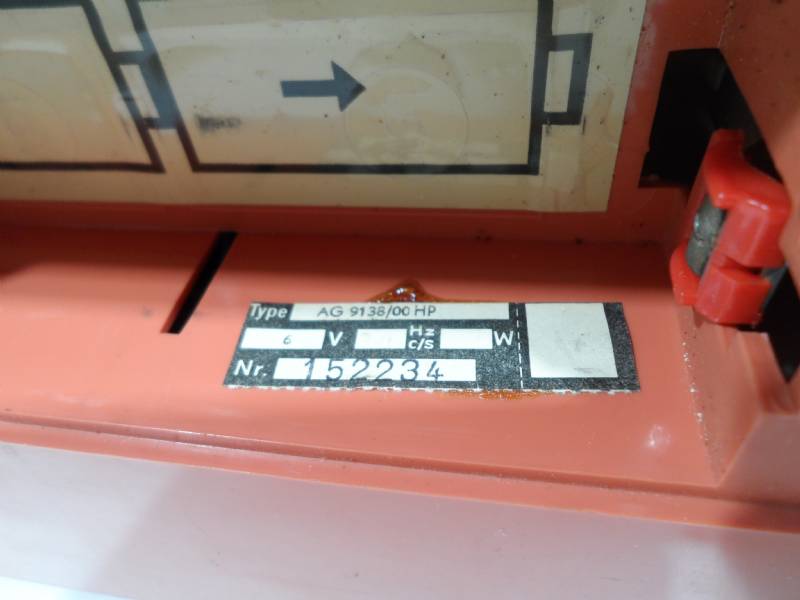 Type AG 9138/00 HP
6 V Hz c/s W
Nr. 152234